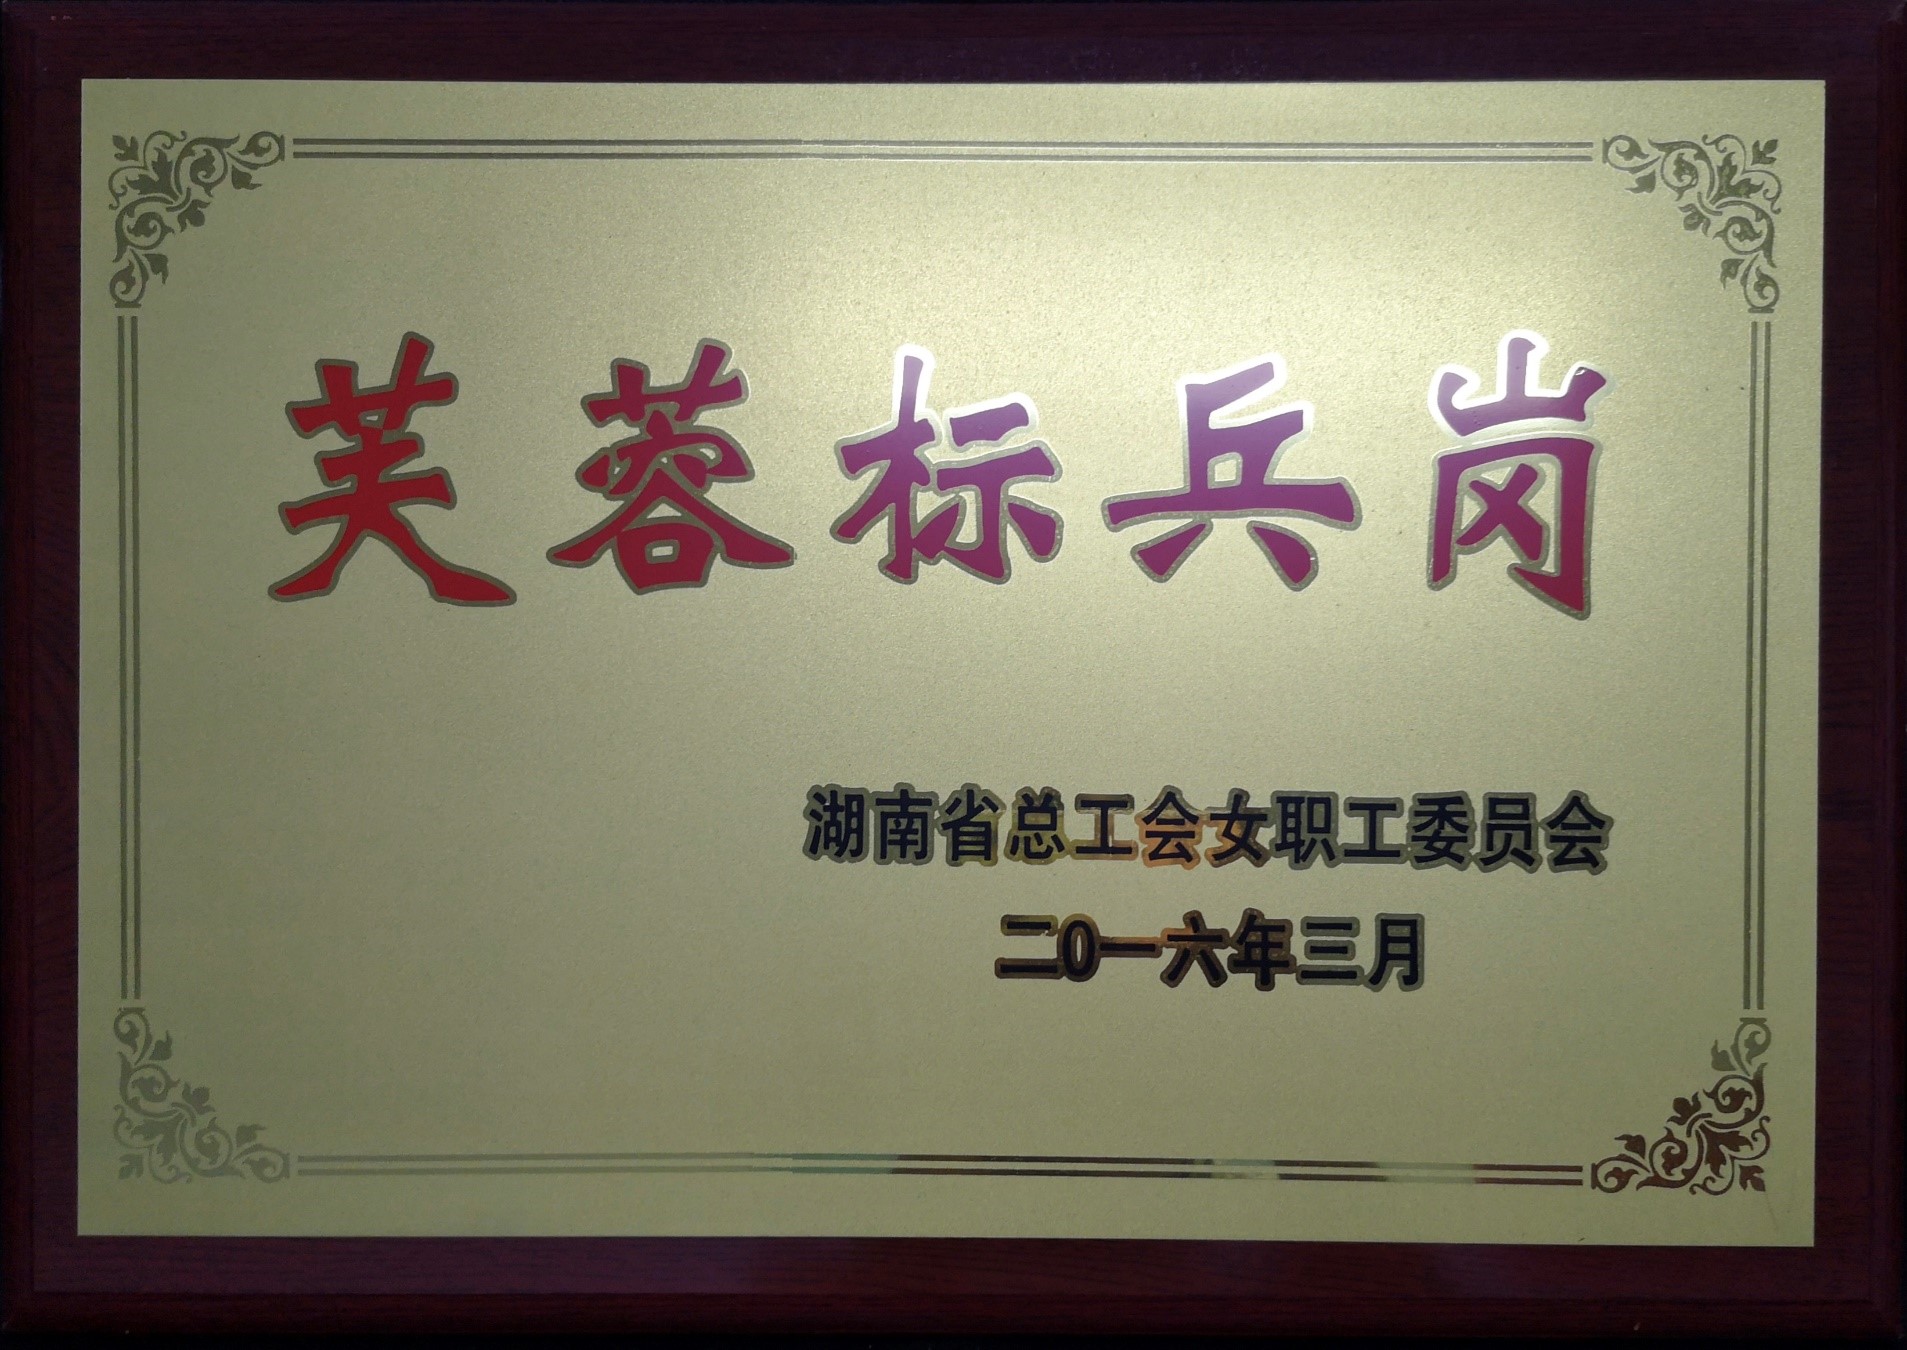 芙蓉标兵岗
湖南省总工会女职工委员会
二0一六年三月